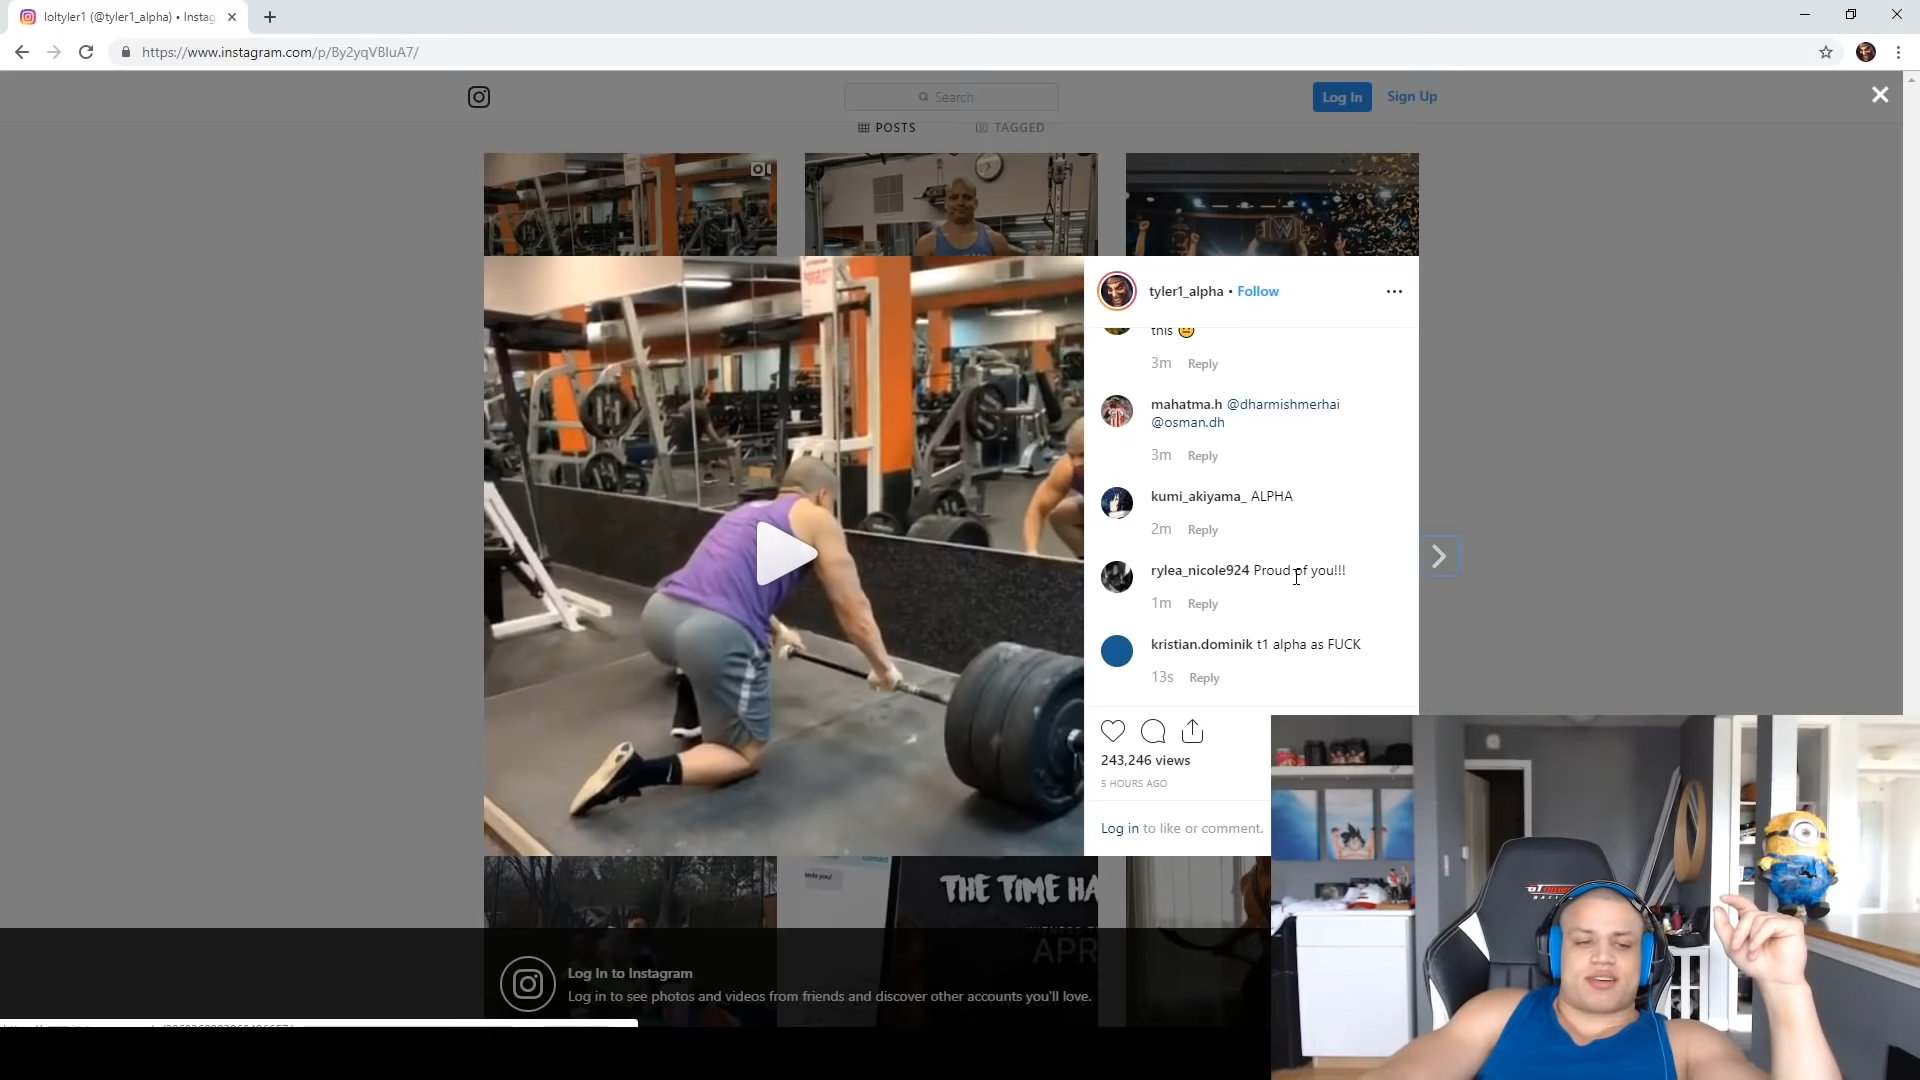 loltyler1 (@tyler1_alpha) • Instag
https://www.instagram.com/p/By2yqVBIuA7/
Search
Log In
Sign Up
POSTS
TAGGED
tyler1_alpha • Follow
this
3m Reply
mahatma.h @dharmishmerhai
@osman.dh
3m Reply
kumi_akiyama_ ALPHA
2m Reply
rylea_nicole924 Proud of you!!!
1m Reply
kristian.dominik t1 alpha as FUCK
13s Reply
243,246 views
5 HOURS AGO
Log in to like or comment.
THE TIME HA
APR
Log In to Instagram
Log in to see photos and videos from friends and discover other accounts you'll love.